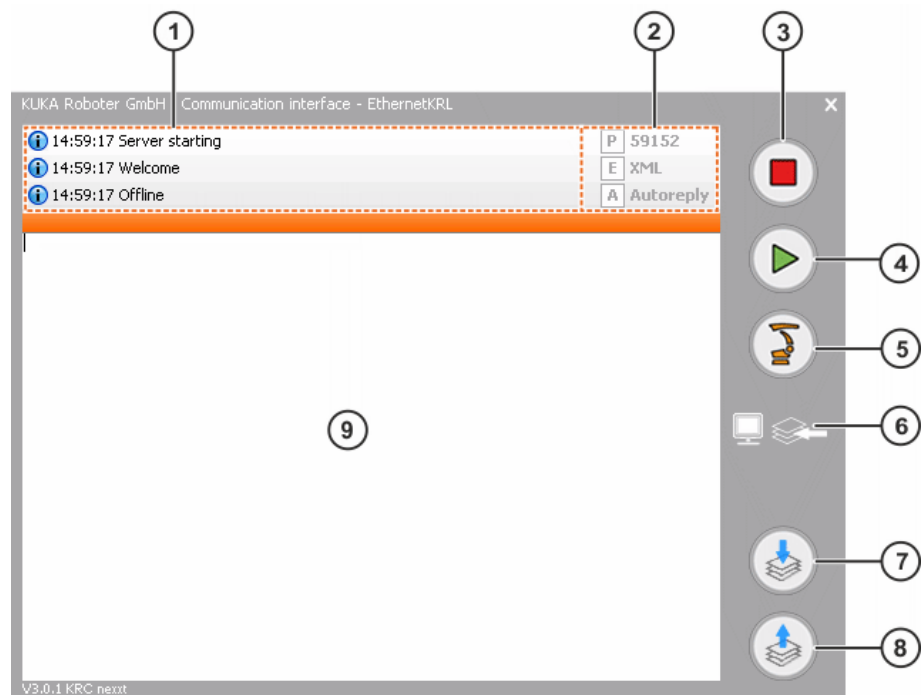 1
2
3
KUKA Roboter GmbH Communication interface - EthernetKRL X
14:59:17 Server starting
P 59152
14:59:17 Welcome
E XML
14:59:17 Offline
A Autoreply
4
5
6
9
7
8
V3.0.1 KRC nexxt